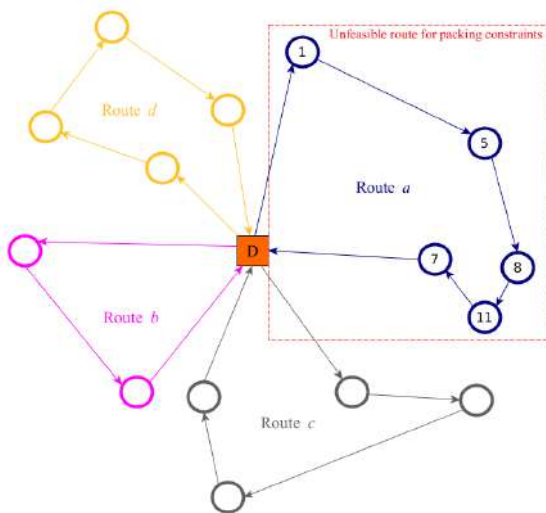 Unfeasible route for packing constraints
1
5
Route d
Route a
D
7
8
11
Route b
Route c